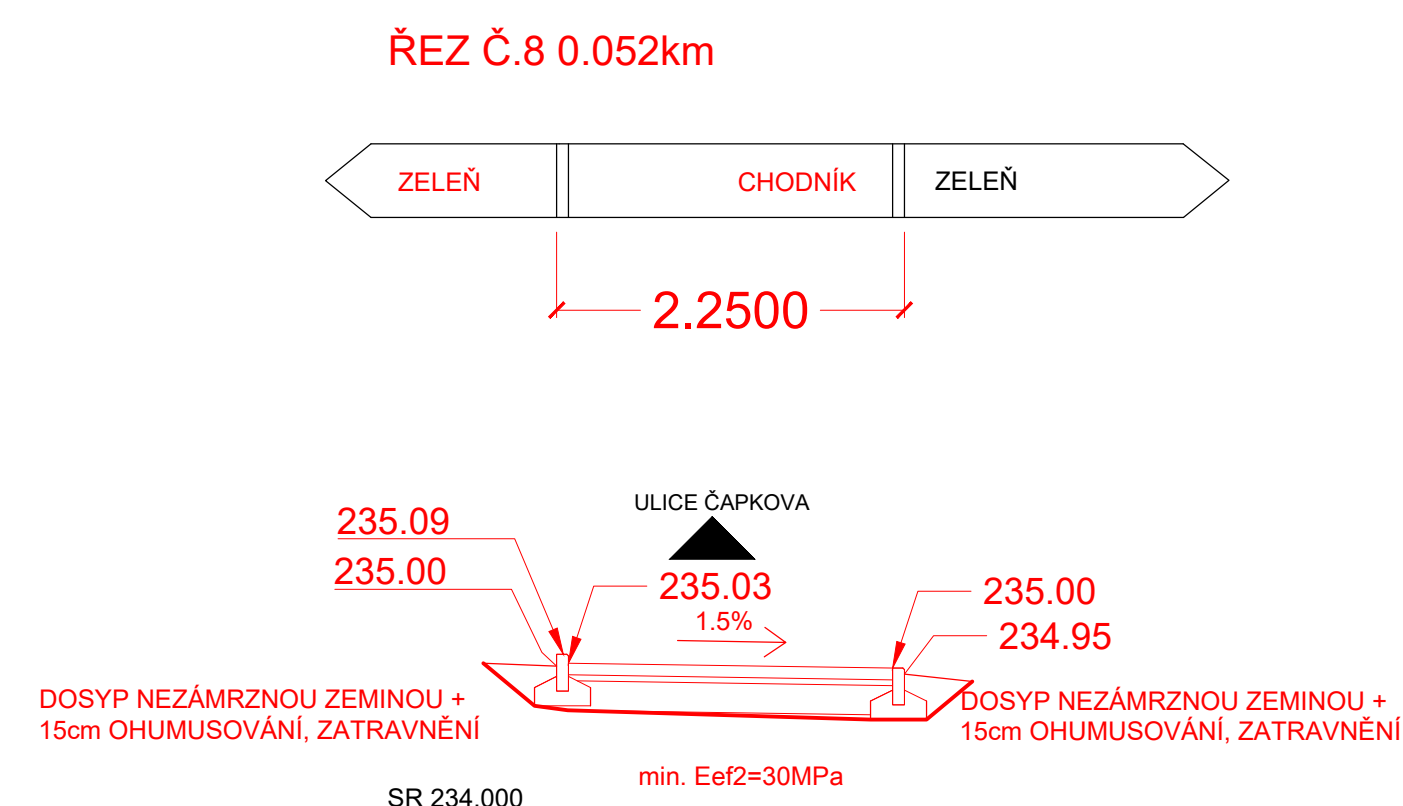 ŘEZ Č.8 0.052km
ZELEŇ
CHODNÍK
ZELEŇ
2.2500
ULICE ČAPKOVA
235.09
235.00
235.03
1.5%
235.00
234.95
DOSYP NEZÁMRZNOU ZEMINOU +
15cm OHUMUSOVÁNÍ, ZATRAVNĚNÍ
DOSYP NEZÁMRZNOU ZEMINOU +
15cm OHUMUSOVÁNÍ, ZATRAVNĚNÍ
min. Eef2=30MPa
SR 234.000